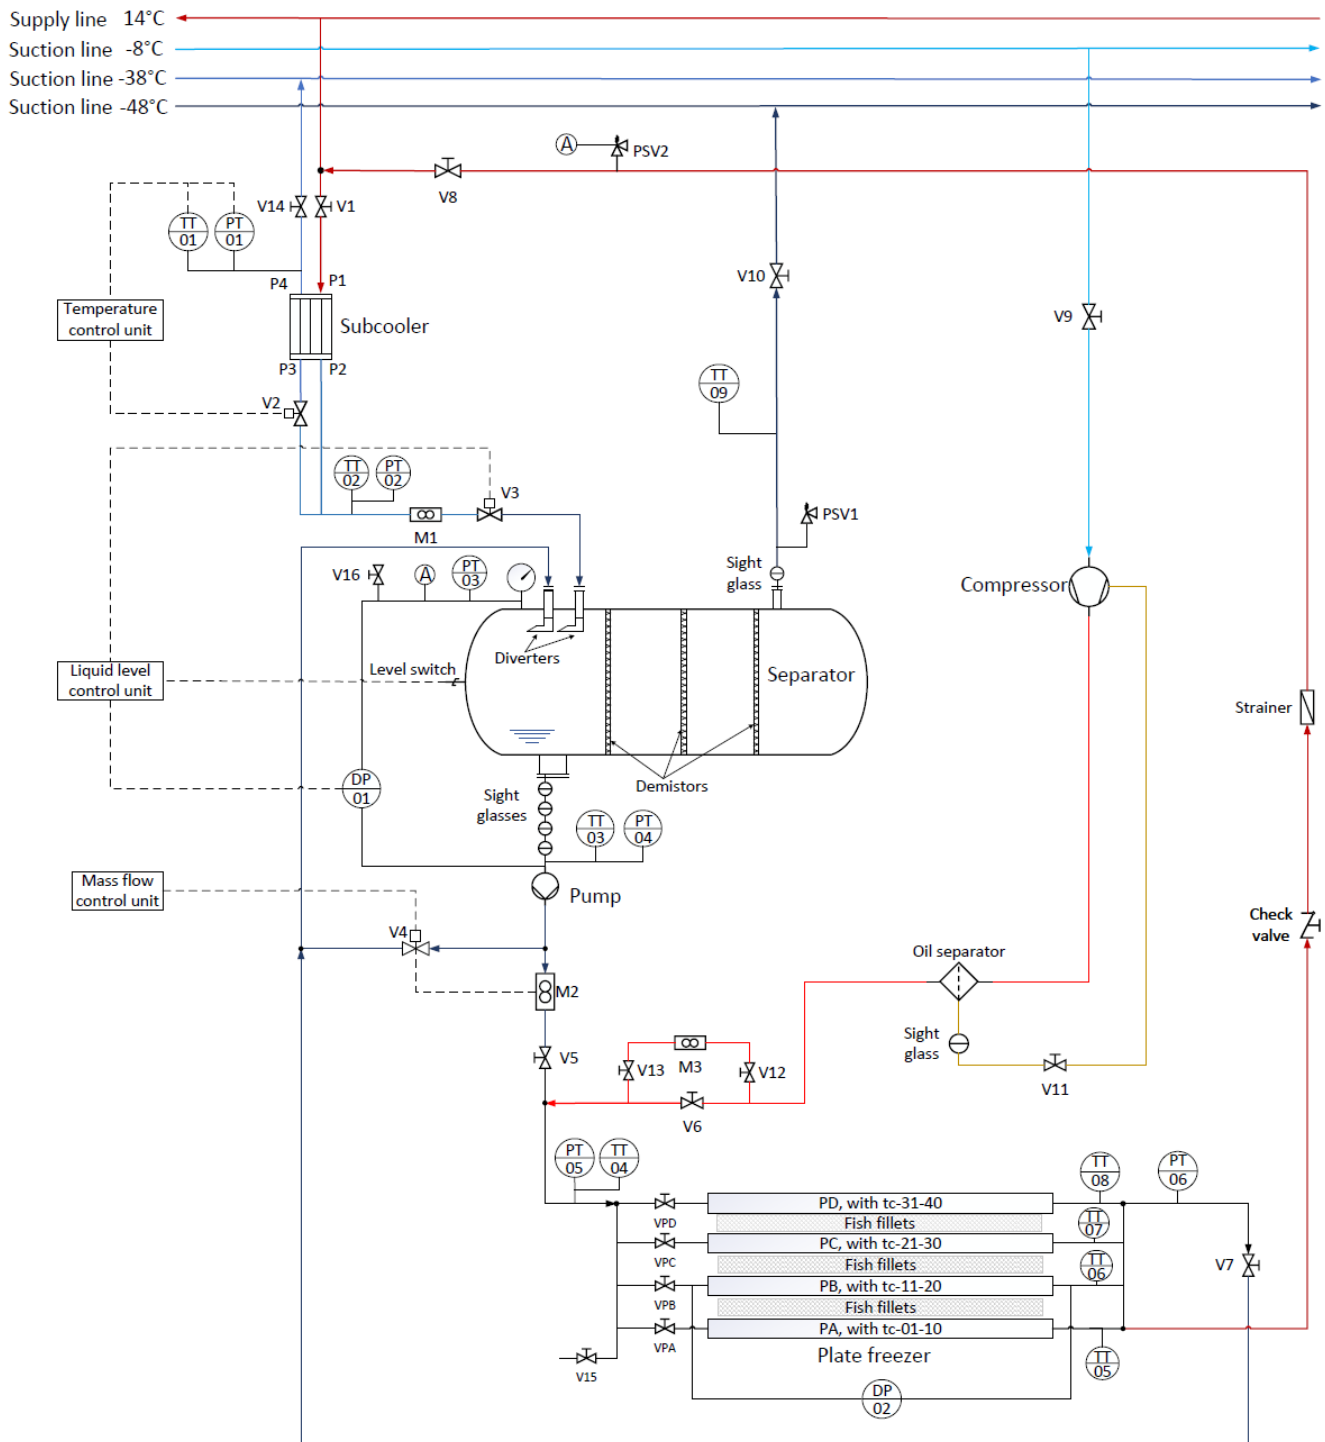 Supply line 14°C
Suction line -8°C
Suction line -38°C
Suction line -48°C
A
PSV2
V8
V14
V1
TT
01
PT
01
P4
P1
V10
Temperature
control unit
Subcooler
V9
P3
P2
TT
09
V2
TT
02
PT
02
V3
PSV1
M1
V16
A
PT
03
Sight
glass
Compressor
Diverters
Liquid level
control unit
Level switch
Separator
Strainer
DP
01
Sight
glasses
Demistors
TT
03
PT
04
Mass flow
control unit
Pump
Check
valve
V4
Oil separator
M2
Sight
glass
V5
V13
M3
V12
V11
V6
PT
05
TT
04
TT
08
PT
06
VPD
PD, with tc-31-40
Fish fillets
TT
07
VPC
PC, with tc-21-30
Fish fillets
TT
06
V7
VPB
PB, with tc-11-20
Fish fillets
VPA
PA, with tc-01-10
Plate freezer
TT
05
V15
DP
02